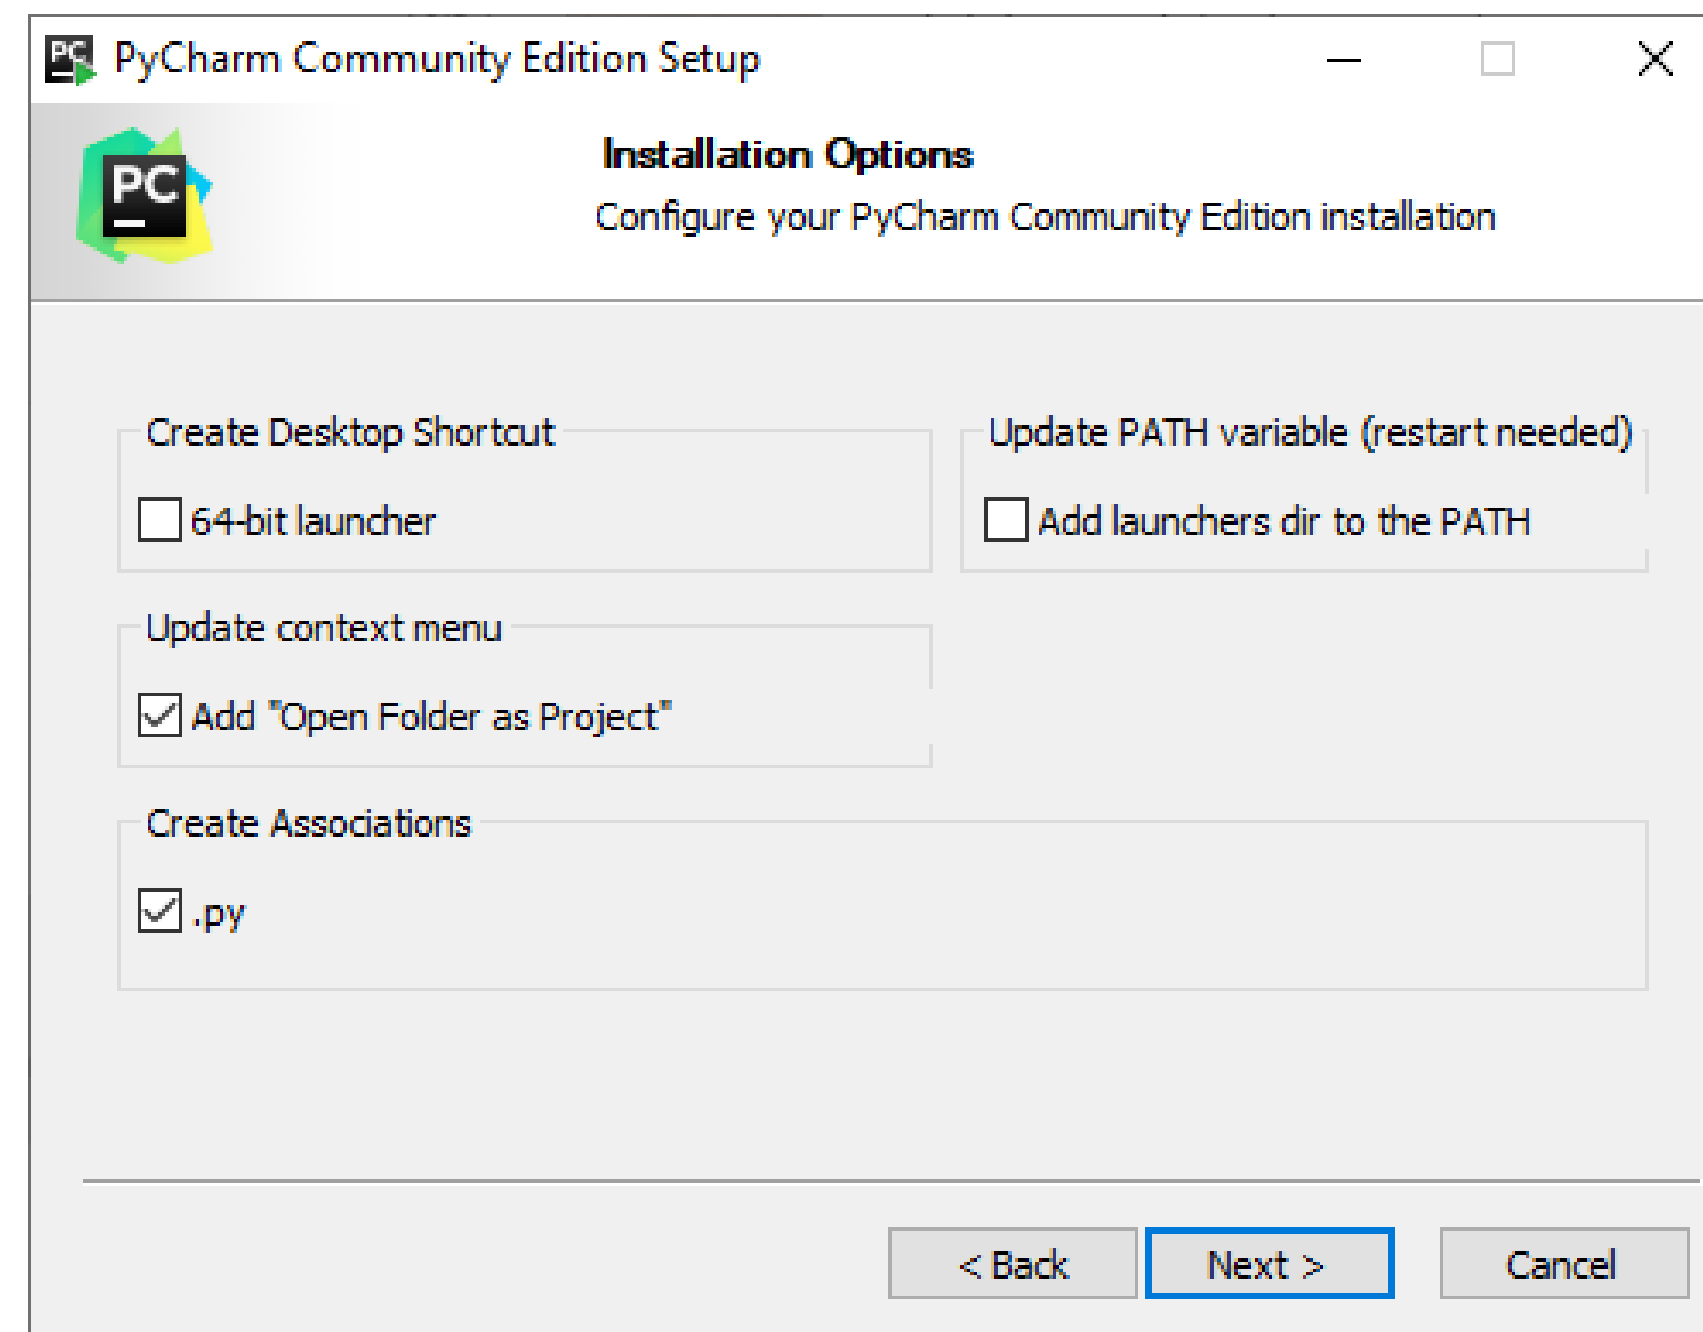 PyCharm Community Edition Setup
PC
Installation Options
Configure your PyCharm Community Edition installation
Create Desktop Shortcut
64-bit launcher
Update PATH variable (restart needed)
Add launchers dir to the PATH
Update context menu
Add "Open Folder as Project"
Create Associations
.py
< Back
Next >
Cancel